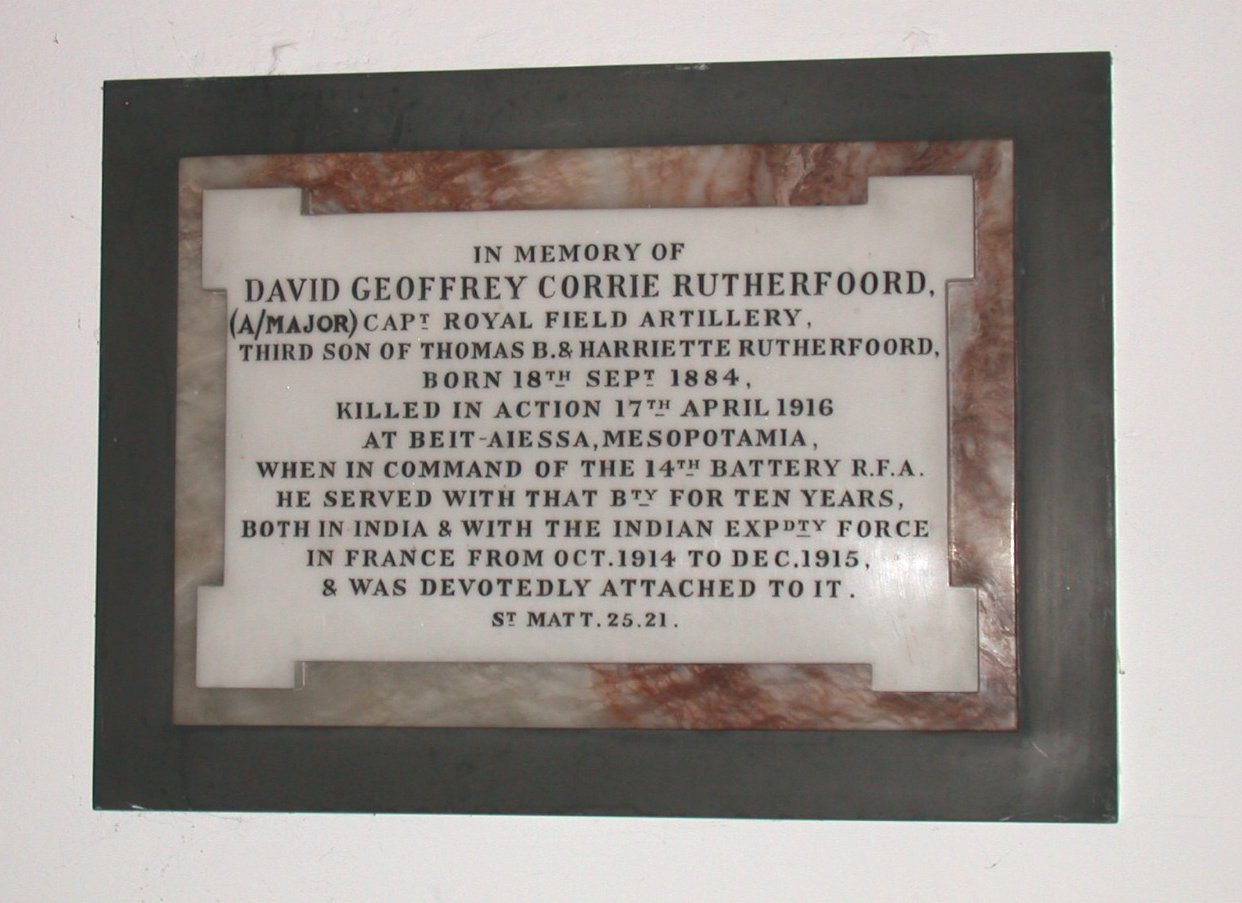 IN MEMORY OF
DAVID GEOFFREY CORRIE RUTHERFOORD,
(A/MAJOR) CAPT ROYAL FIELD ARTILLERY,
THIRD SON OF THOMAS B. & HARRIETTE RUTHERFOORD,
BORN 18TH SEPT 1884,
KILLED IN ACTION 17TH APRIL 1916
AT BEIT-AIESSA, MESOPOTAMIA,
WHEN IN COMMAND OF THE 14TH BATTERY R.F.A.
HE SERVED WITH THAT BTY FOR TEN YEARS,
BOTH IN INDIA & WITH THE INDIAN EXPDTY FORCE
IN FRANCE FROM OCT. 1914 TO DEC. 1915,
& WAS DEVOTEDLY ATTACHED TO IT.
ST MATT. 25. 21.